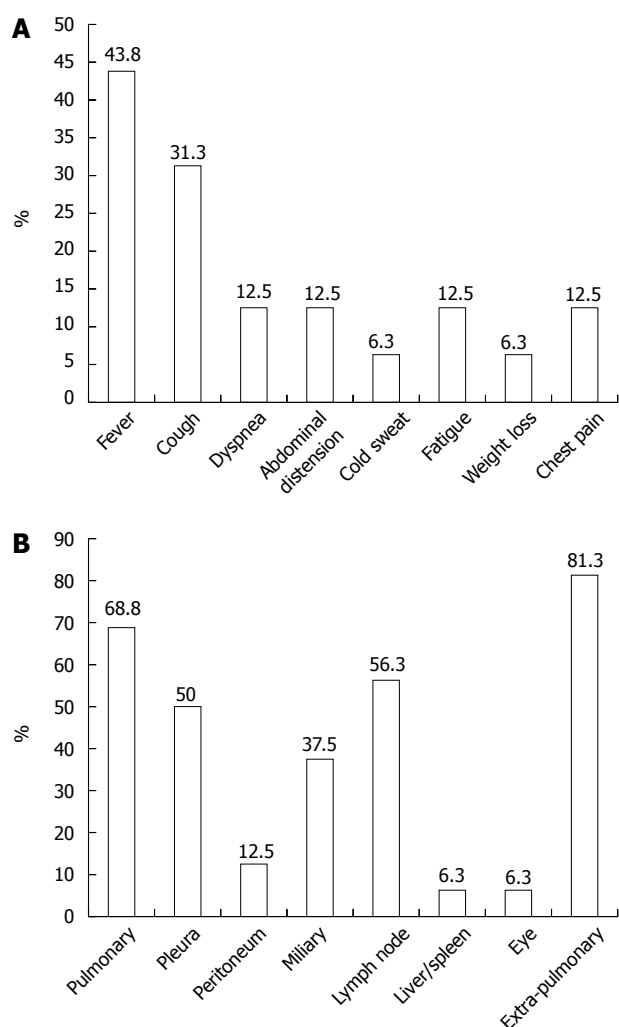 A
50
45
40
35
30
25
20
15
10
5
0
%
43.8
31.3
12.5
12.5
6.3
12.5
6.3
12.5
Fever
Cough
Dyspnea
Abdominal
distension
Cold sweat
Fatigue
Weight loss
Chest pain
B
90
80
70
60
50
40
30
20
10
0
%
68.8
50
12.5
37.5
56.3
6.3
6.3
81.3
Pulmonary
Pleura
Peritoneum
Miliary
Lymph node
Liver/spleen
Eye
Extra-pulmonary